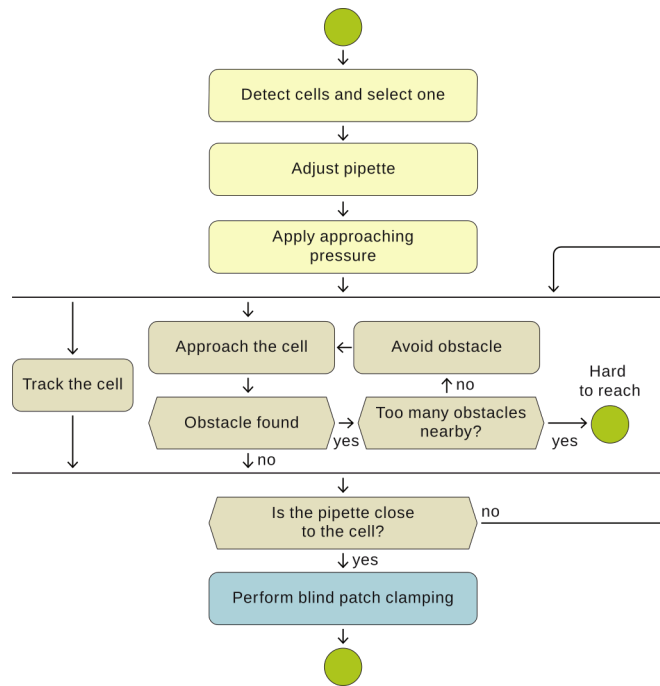 Detect cells and select one
Adjust pipette
Apply approaching
pressure
Approach the cell
Avoid obstacle
Track the cell
Hard
to reach
no
Obstacle found
yes
Too many obstacles
nearby?
yes
no
Is the pipette close
to the cell?
no
yes
Perform blind patch clamping